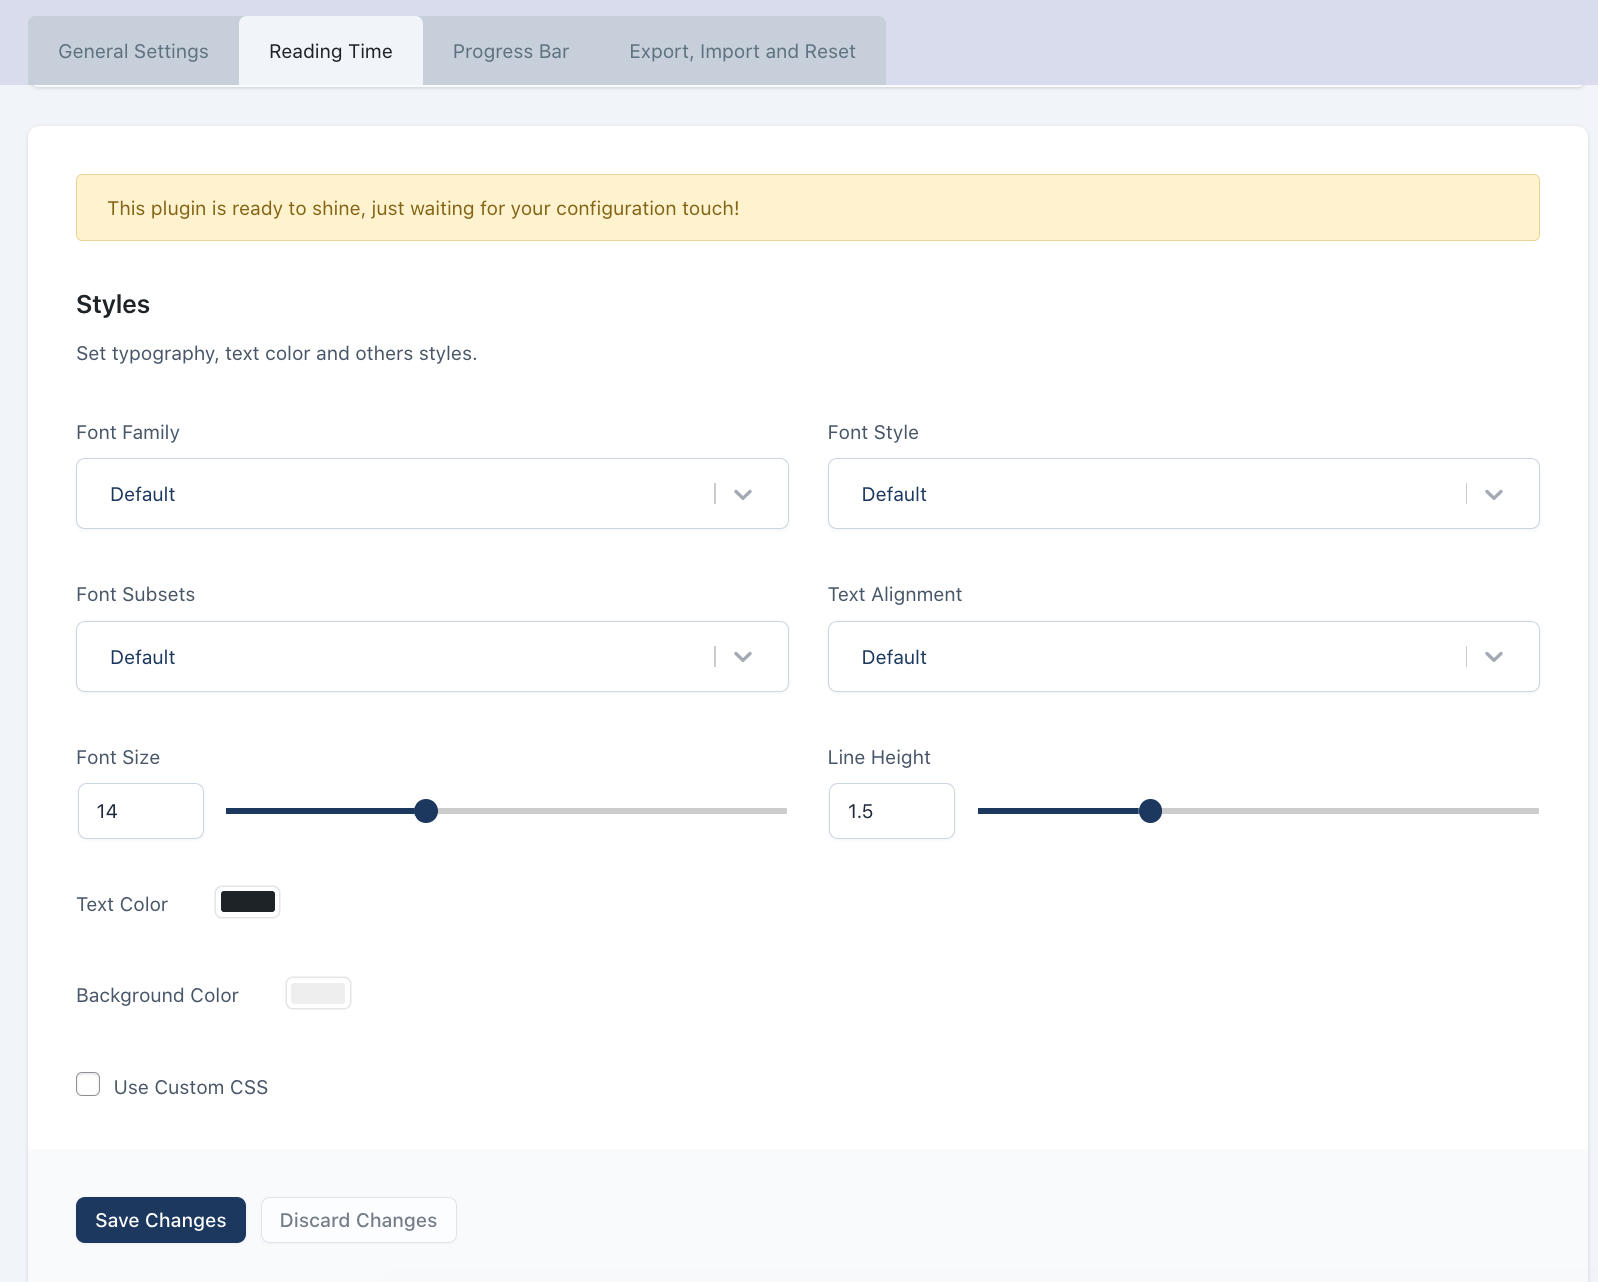 General Settings
Reading Time
Progress Bar
Export, Import and Reset
This plugin is ready to shine, just waiting for your configuration touch!
Styles
Set typography, text color and others styles.
Font Family
Font Style
Default
Default
Font Subsets
Text Alignment
Default
Default
Font Size
Line Height
14
1.5
Text Color
Background Color
Use Custom CSS
Save Changes
Discard Changes